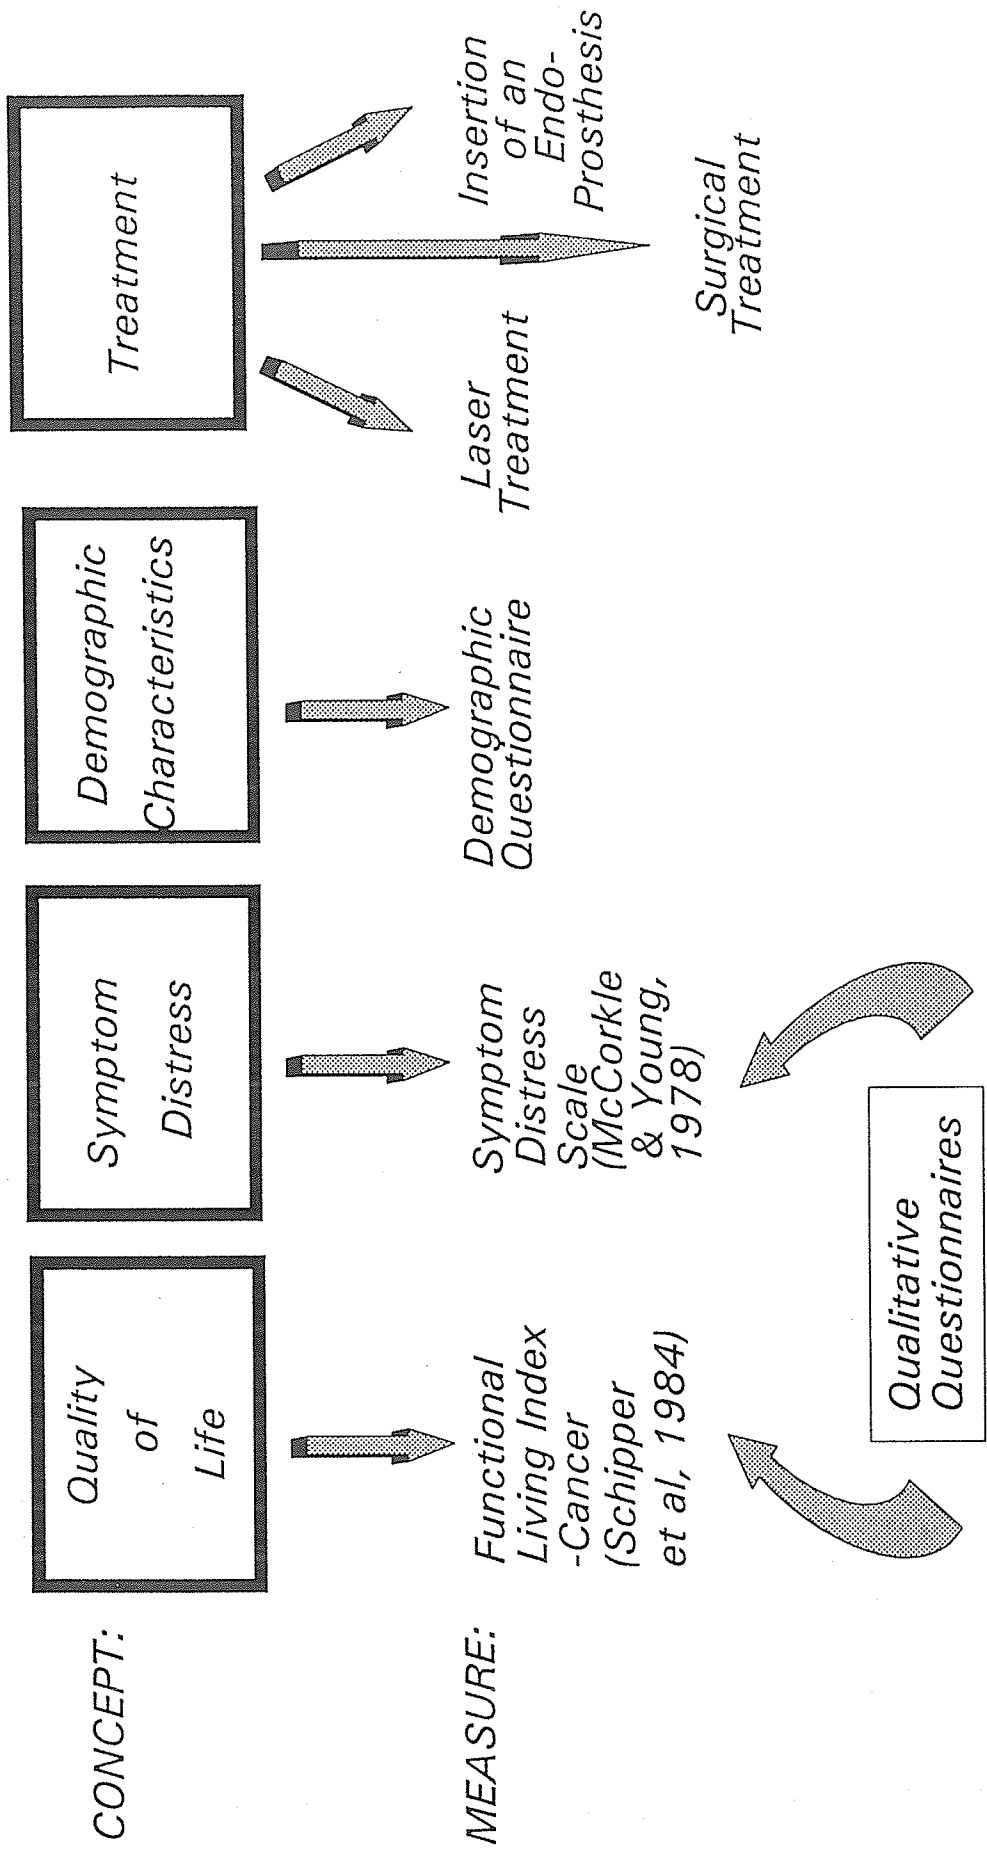 CONCEPT:
Quality
of
Life
Symptom
Distress
Demographic
Characteristics
Treatment
MEASURE:
Functional
Living Index
-Cancer
(Schipper
et al, 1984)
Symptom
Distress
Scale
(McCorkle
& Young,
1978)
Demographic
Questionnaire
Laser
Treatment
Insertion
of an
Endo-
Prosthesis
Surgical
Treatment
Qualitative
Questionnaires